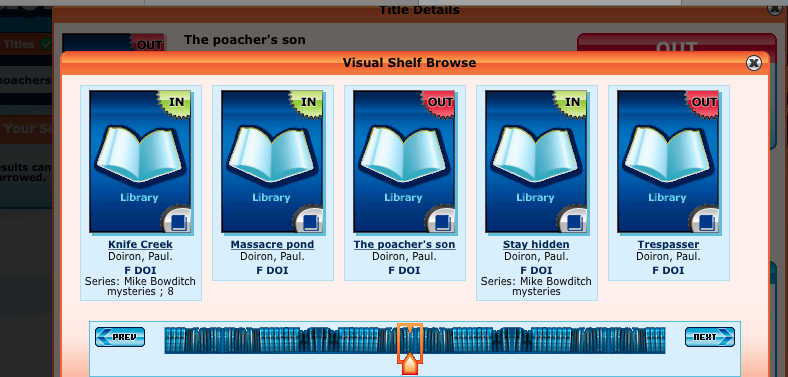 Title Details
Titles
OUT
The poacher's son
OUT
poachers
Your Se
sults can
arrowed.
Visual Shelf Browse
IN
Library
Knife Creek
Doiron, Paul.
F DOI
Series: Mike Bowditch
mysteries ; 8
IN
Library
Massacre pond
Doiron, Paul.
F DOI
OUT
Library
The poacher's son
Doiron, Paul.
F DOI
IN
Library
Stay hidden
Doiron, Paul.
F DOI
Series: Mike Bowditch
mysteries
OUT
Library
Trespasser
Doiron, Paul.
F DOI
PREV
NEXT